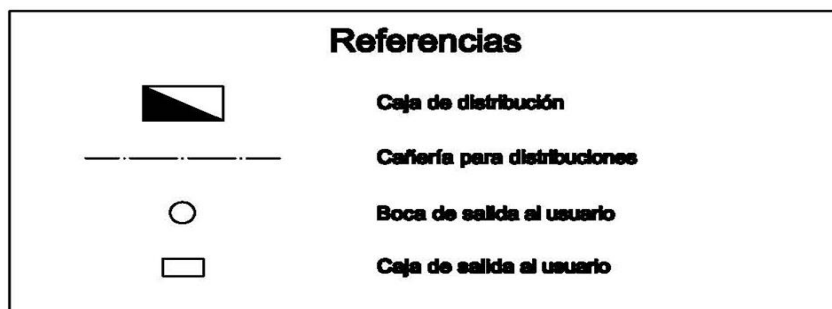 Referencias
Caja de distribución
Cañería para distribuciones
Boca de salida al usuario
Caja de salida al usuario